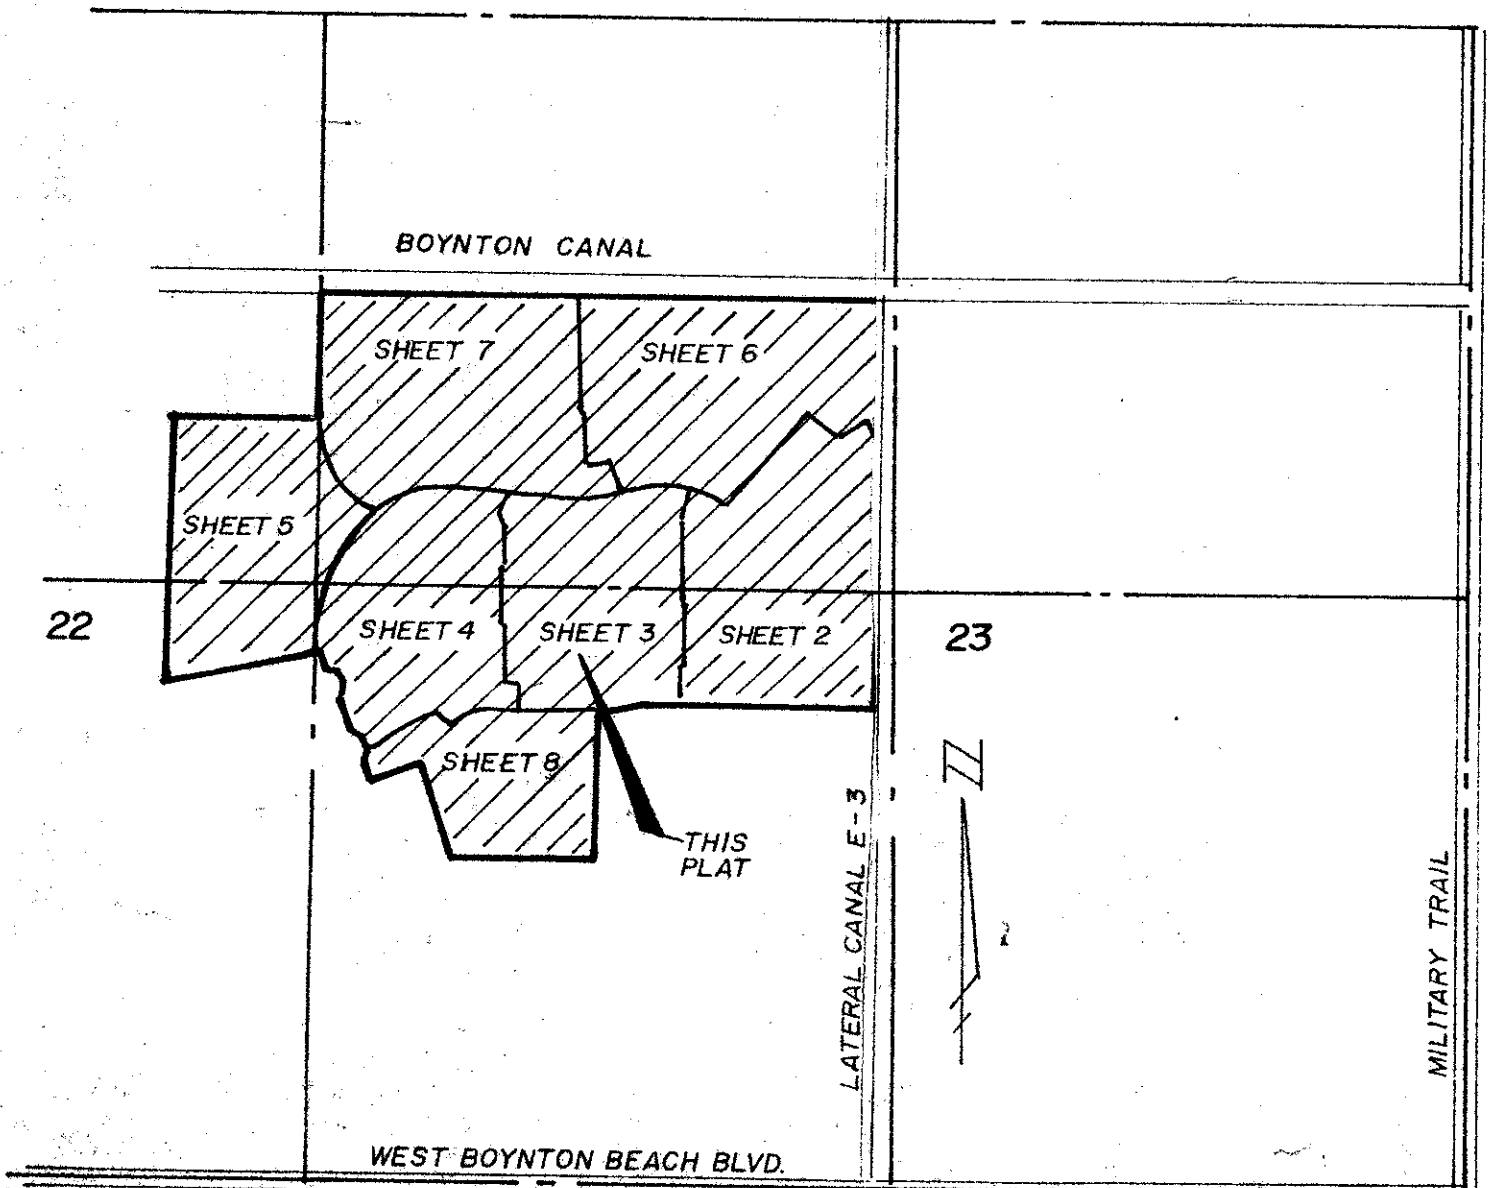 BOYNTON CANAL
SHEET 7
SHEET 6
SHEET 5
22
SHEET 4
SHEET 3
SHEET 2
23
SHEET 8
THIS
PLAT
N
LATERAL CANAL E-3
MILITARY TRAIL
WEST BOYNTON BEACH BLVD.